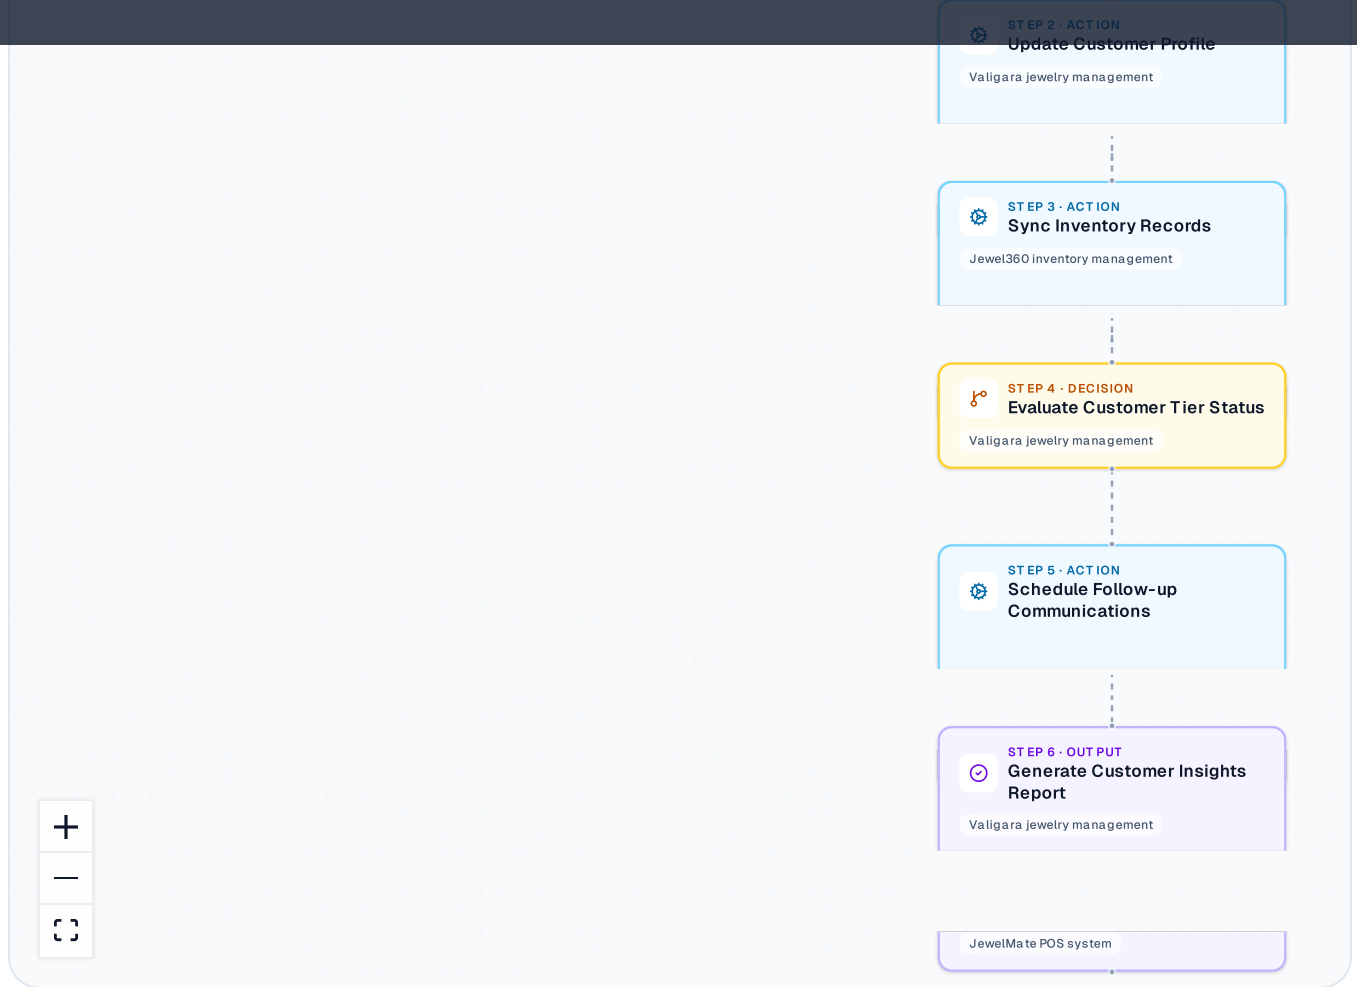 STEP 2 · ACTION
Update Customer Profile
Valigara jewelry management
STEP 3 · ACTION
Sync Inventory Records
Jewel360 inventory management
STEP 4 · DECISION
Evaluate Customer Tier Status
Valigara jewelry management
STEP 5 · ACTION
Schedule Follow-up
Communications
STEP 6 · OUTPUT
Generate Customer Insights
Report
Valigara jewelry management
JewelMate POS system